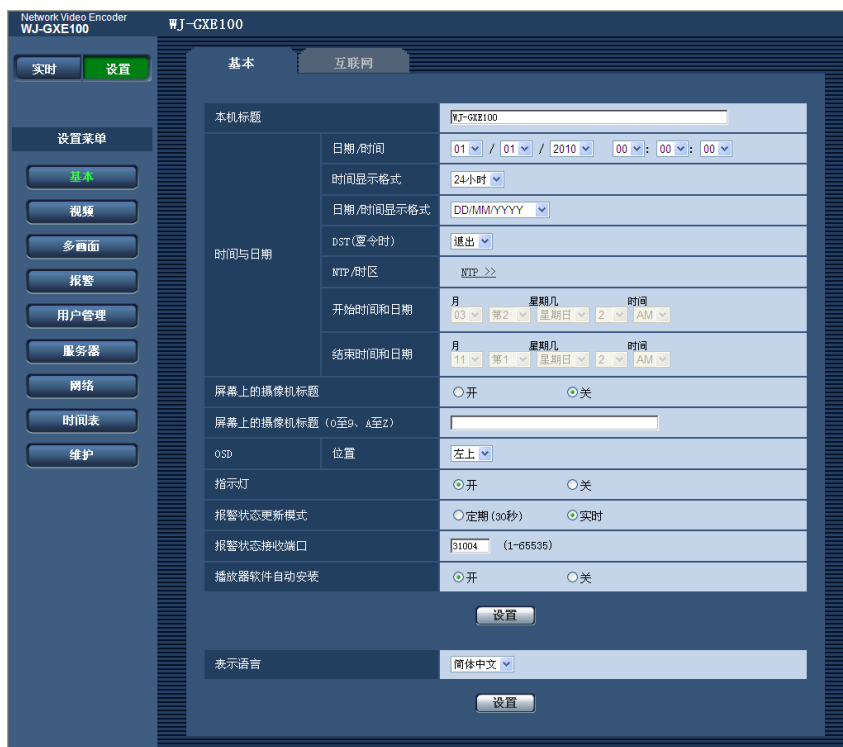 Network Video Encoder
WJ-GXE100
WJ-GXE100
实时 设置
设置菜单
基本
视频
多画面
报警
用户管理
服务器
网络
时间表
维护
基本 互联网
本机标题 WJ-GXE100
时间与日期
日期/时间 01 / 01 / 2010 00 : 00 : 00
时间显示格式 24小时
日期/时间显示格式 DD/MM/YYYY
DST(夏令时) 退出
NTP/时区 NTP >>
开始时间和日期
月 星期几 时间
03 第2 星期日 2 AM
结束时间和日期
月 星期几 时间
11 第1 星期日 2 AM
屏幕上的摄像机标题 开 关
屏幕上的摄像机标题 (0至9、A至Z)
OSD 位置 左上
指示灯 开 关
报警状态更新模式 定期(30秒) 实时
报警状态接收端口 31004 (1-65535)
播放器软件自动安装 开 关
设置
表示语言 简体中文
设置